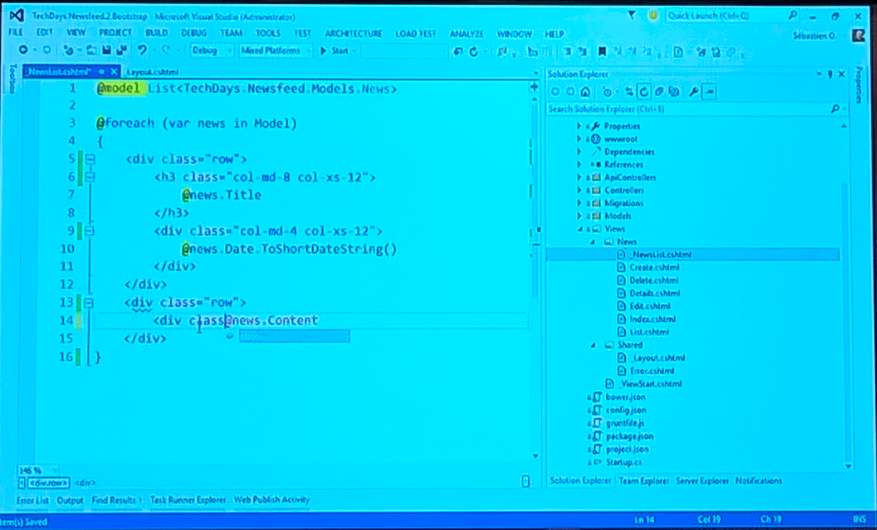 TechDays.Newsfeed.2.Bootstrap - Microsoft Visual Studio (Administrator)
Quick Launch (Ctrl+Q)
FILE EDIT VIEW PROJECT BUILD DEBUG TEAM TOOLS TEST ARCHITECTURE LOAD TEST ANALYZE WINDOW HELP
Sébastien O.
Debug Mixed Platforms Start
Toolbox
_NewsList.cshtml* _Layout.cshtml
1 @model List<TechDays.Newsfeed.Models.News>
2
3 @foreach (var news in Model)
4 {
5 <div class="row">
6 <h3 class="col-md-8 col-xs-12">
7 @news.Title
8 </h3>
9 <div class="col-md-4 col-xs-12">
10 @news.Date.ToShortDateString()
11 </div>
12 </div>
13 <div class="row">
14 <div class@news.Content
15 </div>
16 }
146 %
<div.row> <div>
Error List Output Find Results 1 Task Runner Explorer Web Publish Activity
Item(s) Saved
Ln 14 Col 19 Ch 19 INS
Solution Explorer
Search Solution Explorer (Ctrl+$)
Properties
wwwroot
Dependencies
References
ApiControllers
Controllers
Migrations
Models
Views
News
_NewsList.cshtml
Create.cshtml
Delete.cshtml
Details.cshtml
Edit.cshtml
Index.cshtml
List.cshtml
Shared
_Layout.cshtml
Error.cshtml
_ViewStart.cshtml
bower.json
config.json
gruntfile.js
package.json
project.json
Startup.cs
Solution Explorer Team Explorer Server Explorer Notifications
Properties